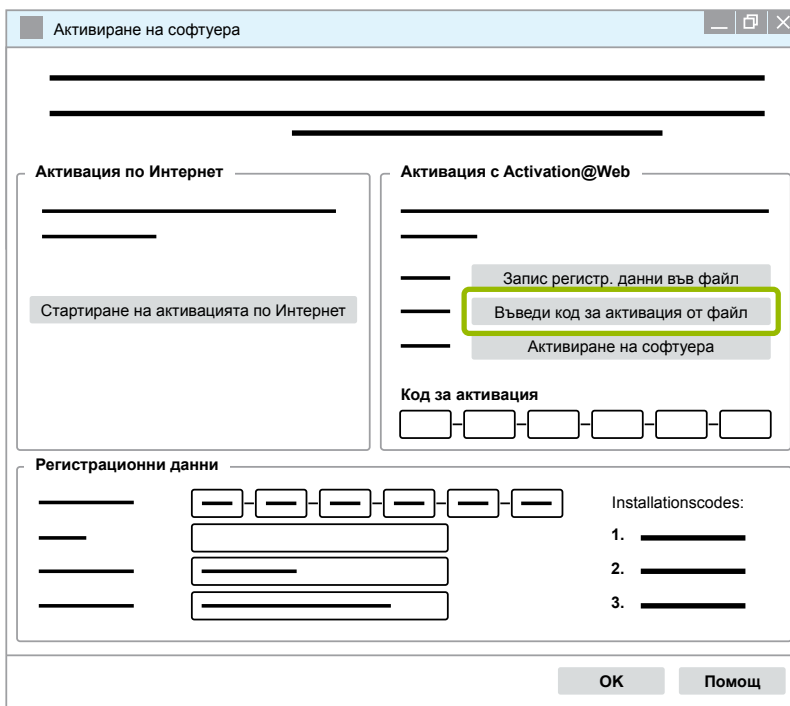 Активиране на софтуера
Активация по Интернет
Стартиране на активацията по Интернет
Активация с Activation@Web
Запис регистр. данни във файл
Въведи код за активация от файл
Активиране на софтуера
Код за активация
Регистрационни данни
Installationscodes:
1.
2.
3.
OK
Помощ